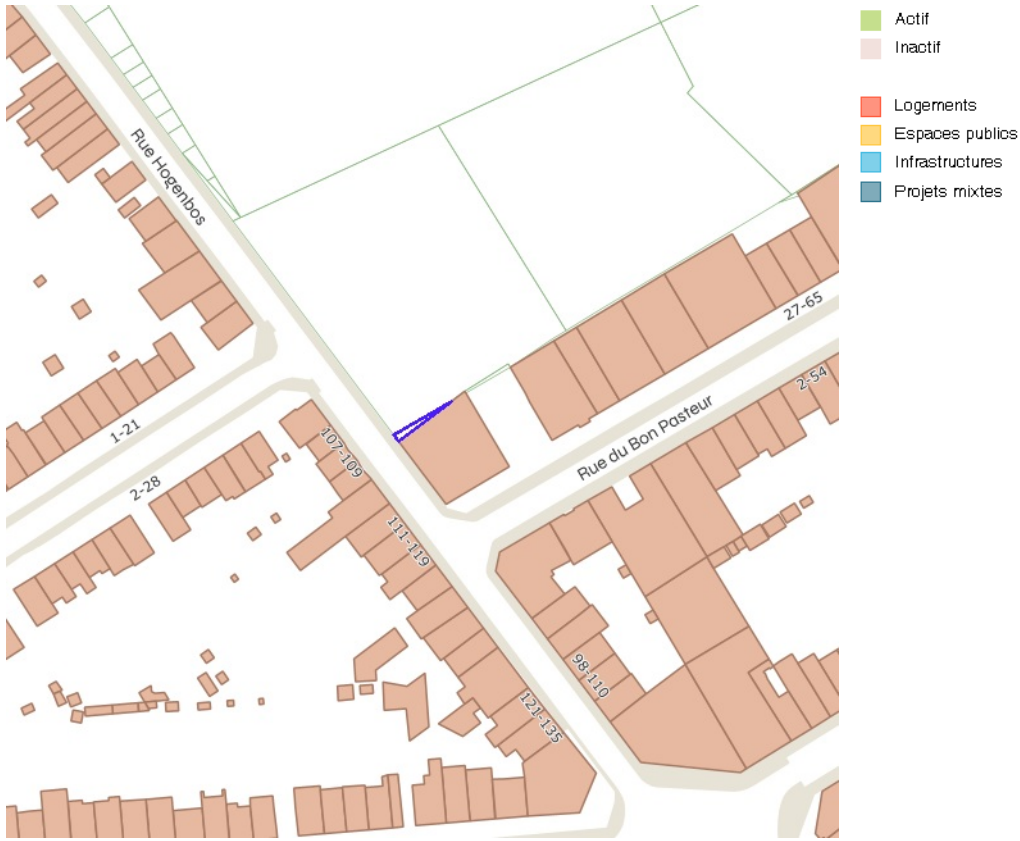 Actif
Inactif
Logements
Espaces publics
Infrastructures
Projets mixtes
Rue Hogenbos
27-65
2-54
Rue du Bon Pasteur
1-21
107-109
2-28
111-119
98-110
121-135